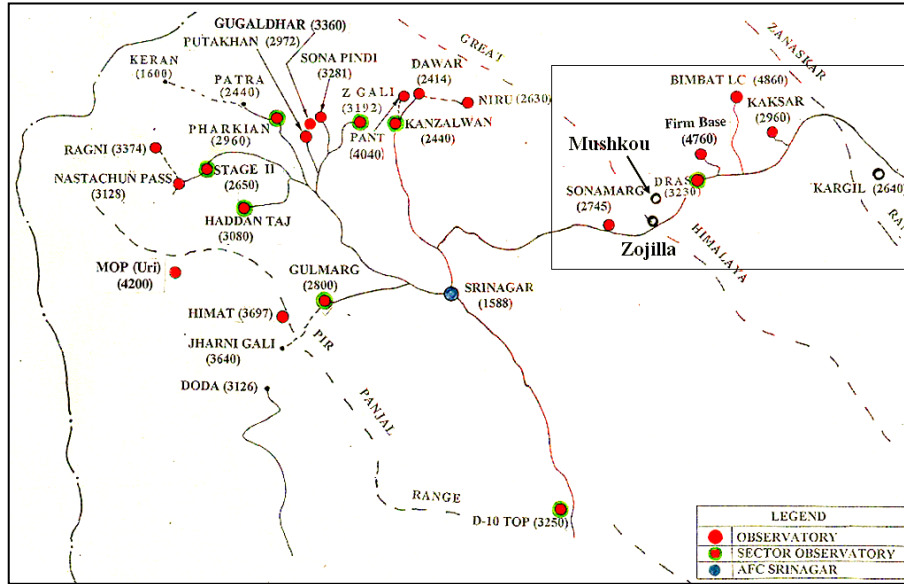 GUGALDHAR (3360)
PUTAKHAN (2972)
SONA PINDI
(3281)
KERAN
(1600)
PATRA
(2440)
Z GALI
(3192)
DAWAR
(2414)
GREAT
ZANASKAR
NIRU (2630)
BIMBAT LC (4860)
KAKSAR
(2960)
PHARKIAN
(2960)
PANT
(4040)
KANZALWAN
(2440)
Firm Base
(4760)
Mushkou
RAGNI (3374)
NASTACHUN PASS
(3128)
STAGE II
(2650)
DRAS
(3230)
SONAMARG
(2745)
KARGIL (2640)
HADDAN TAJ
(3080)
Zojilla
HIMALAYA
MOP (Uri)
(4200)
GULMARG
(2800)
SRINAGAR
(1588)
HIMAT (3697)
PIR
JHARNI GALI
(3640)
DODA (3126)
PANJAL
RANGE
D-10 TOP (3250)
LEGEND
OBSERVATORY
SECTOR OBSERVATORY
AFC SRINAGAR